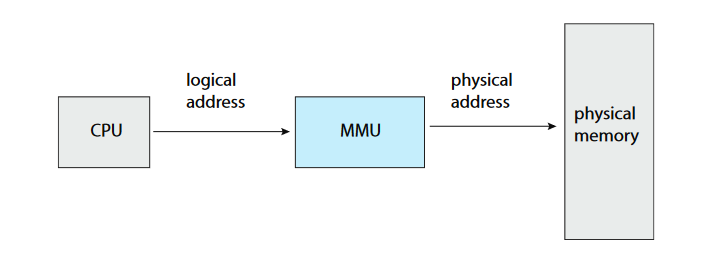 CPU
logical
address
MMU
physical
address
physical
memory